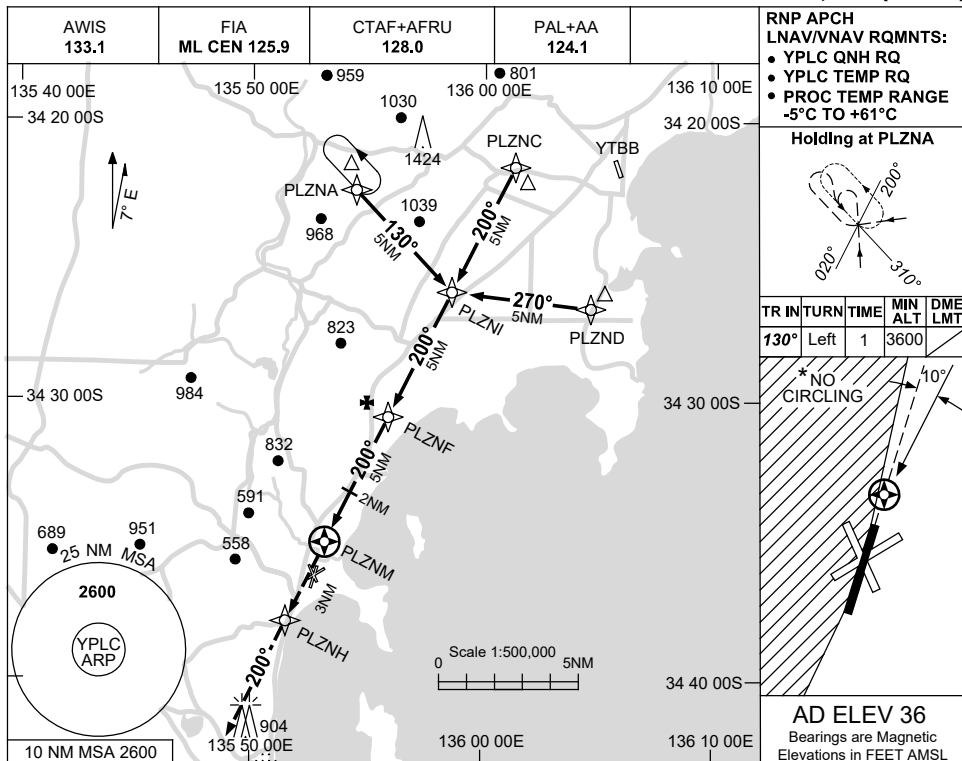 AWIS
133.1
FIA
ML CEN 125.9
CTAF+AFRU
128.0
PAL+AA
124.1
RNP APCH
LNAV/VNAV RQMNTS:
• YPLC QNH RQ
• YPLC TEMP RQ
• PROC TEMP RANGE
-5°C TO +61°C
135 40 00E
135 50 00E
136 00 00E
136 10 00E
959
801
34 20 00S
34 20 00S
1030
1424
PLZNC
YTBB
PLZNA
7° E
968
1039
130°
5NM
200°
5NM
270°
5NM
PLZNI
PLZND
Holding at PLZNA
200°
020°
310°
TR IN
TURN
TIME
MIN ALT
DME LMT
130°
Left
1
3600
823
200°
5NM
984
34 30 00S
34 30 00S
PLZNF
832
200°
5NM
2NM
591
558
689
951
25 NM MSA
2600
YPLC
ARP
10 NM MSA 2600
PLZNM
3NM
PLZNH
200°
904
Scale 1:500,000
0
5NM
34 40 00S
135 50 00E
136 00 00E
136 10 00E
*NO
CIRCLING
10°
AD ELEV 36
Bearings are Magnetic
Elevations in FEET AMSL